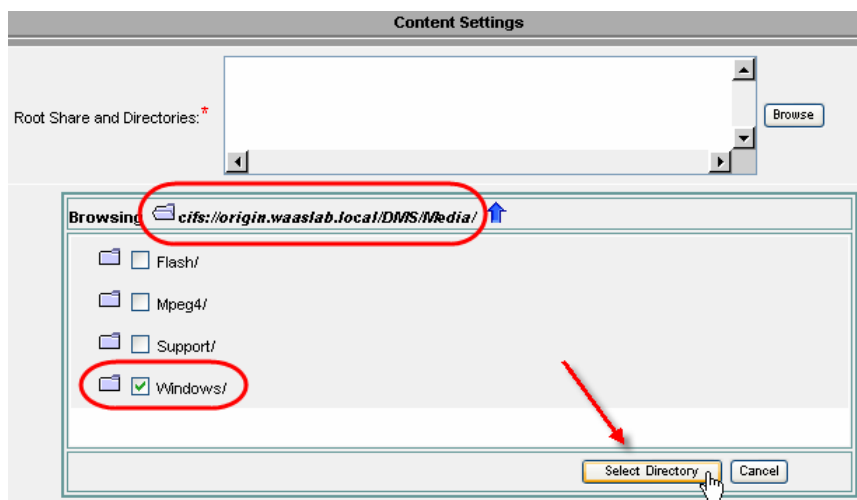 Content Settings
Root Share and Directories:*
Browse
Browsing cifs://origin.waaslab.local/DMS/Media/
Flash/
Mpeg4/
Support/
Windows/
Select Directory
Cancel